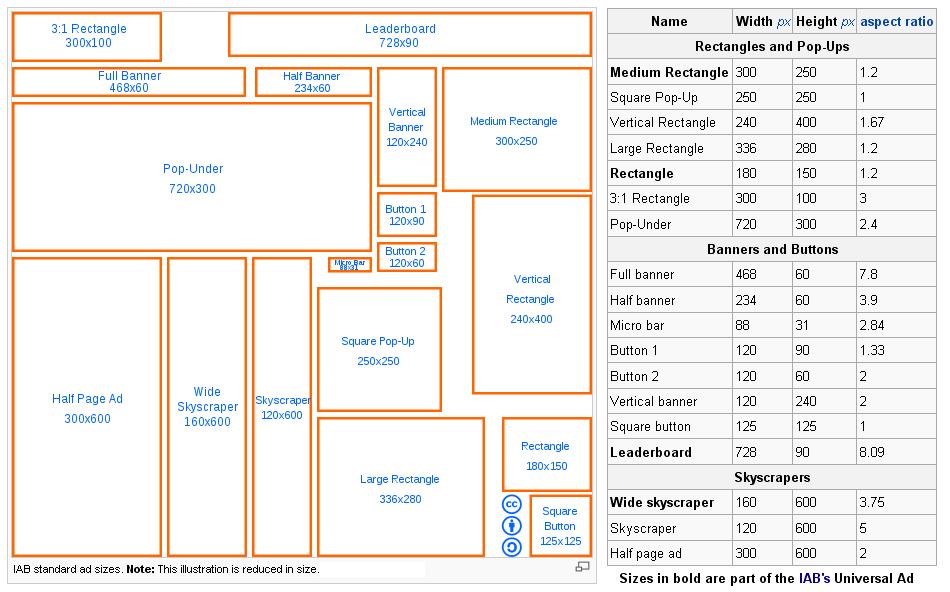 3:1 Rectangle
300x100
Leaderboard
728x90
Full Banner
468x60
Half Banner
234x60
Vertical
Banner
120x240
Medium Rectangle
300x250
Pop-Under
720x300
Button 1
120x90
Button 2
120x60
Micro Bar
88x31
Vertical
Rectangle
240x400
Square Pop-Up
250x250
Half Page Ad
300x600
Wide
Skyscraper
160x600
Skyscraper
120x600
Large Rectangle
336x280
Rectangle
180x150
cc
Square
Button
125x125
IAB standard ad sizes. Note: This illustration is reduced in size.
Name Width px Height px aspect ratio
Rectangles and Pop-Ups
Medium Rectangle 300 250 1.2
Square Pop-Up 250 250 1
Vertical Rectangle 240 400 1.67
Large Rectangle 336 280 1.2
Rectangle 180 150 1.2
3:1 Rectangle 300 100 3
Pop-Under 720 300 2.4
Banners and Buttons
Full banner 468 60 7.8
Half banner 234 60 3.9
Micro bar 88 31 2.84
Button 1 120 90 1.33
Button 2 120 60 2
Vertical banner 120 240 2
Square button 125 125 1
Leaderboard 728 90 8.09
Skyscrapers
Wide skyscraper 160 600 3.75
Skyscraper 120 600 5
Half page ad 300 600 2
Sizes in bold are part of the IAB's Universal Ad